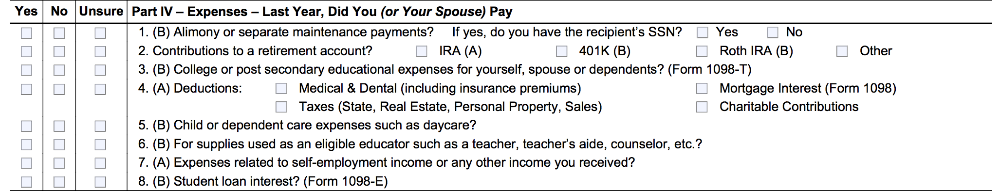 Yes No Unsure Part IV – Expenses – Last Year, Did You (or Your Spouse) Pay
1. (B) Alimony or separate maintenance payments? If yes, do you have the recipient’s SSN? Yes No
2. Contributions to a retirement account? IRA (A) 401K (B) Roth IRA (B) Other
3. (B) College or post secondary educational expenses for yourself, spouse or dependents? (Form 1098-T)
4. (A) Deductions: Medical & Dental (including insurance premiums) Mortgage Interest (Form 1098)
Taxes (State, Real Estate, Personal Property, Sales) Charitable Contributions
5. (B) Child or dependent care expenses such as daycare?
6. (B) For supplies used as an eligible educator such as a teacher, teacher’s aide, counselor, etc.?
7. (A) Expenses related to self-employment income or any other income you received?
8. (B) Student loan interest? (Form 1098-E)